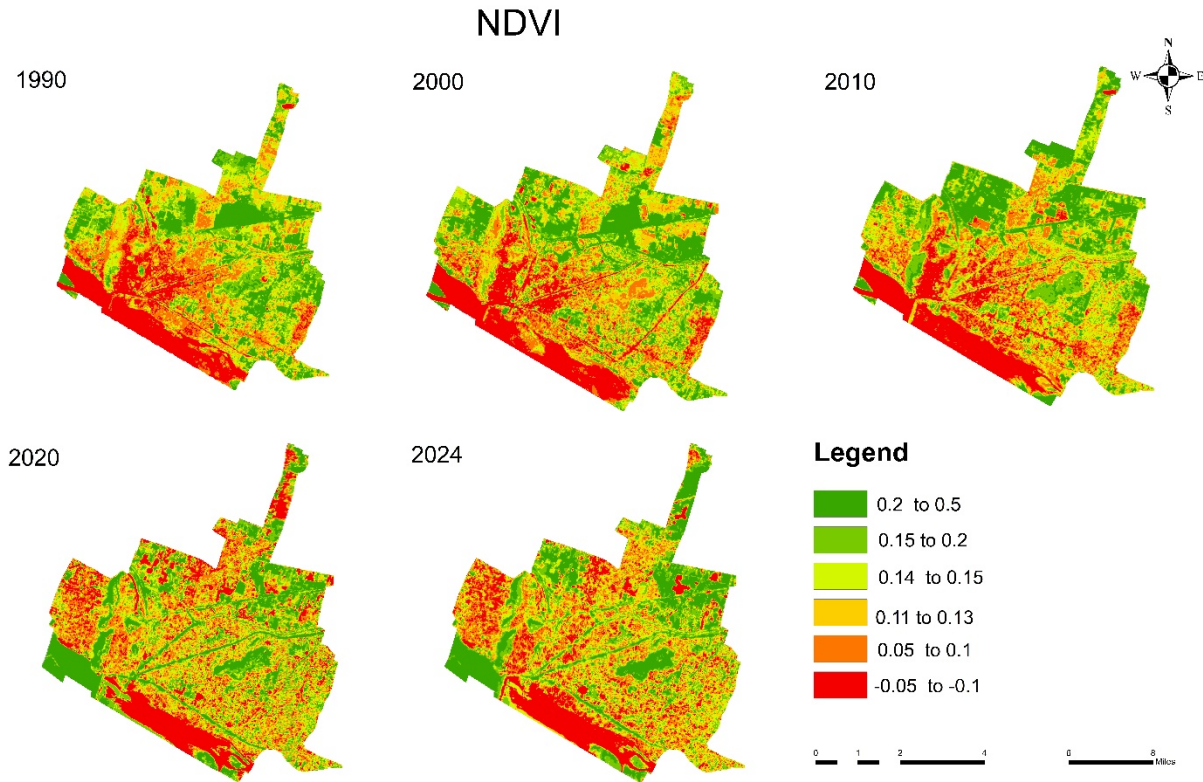 NDVI
1990
2000
2010
N
W
E
S
2020
2024
Legend
0.2 to 0.5
0.15 to 0.2
0.14 to 0.15
0.11 to 0.13
0.05 to 0.1
-0.05 to -0.1
0 1 2 4 6 8
Miles